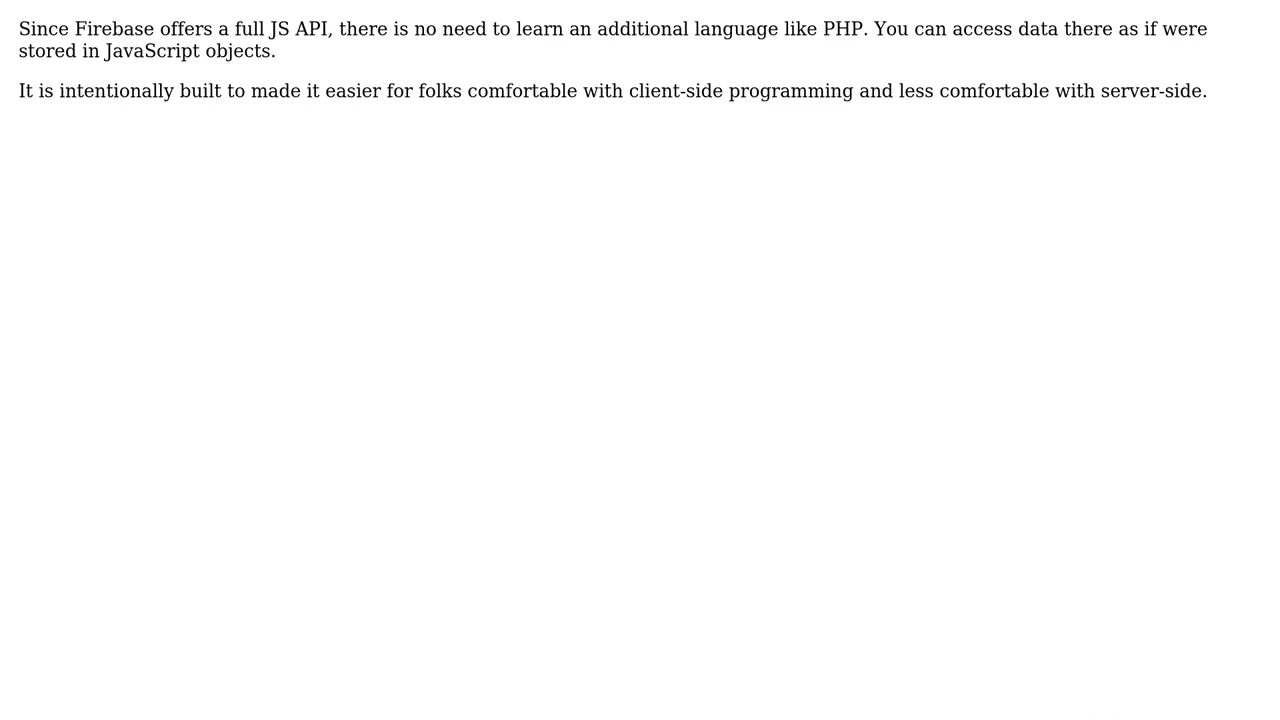 Since Firebase offers a full JS API, there is no need to learn an additional language like PHP. You can access data there as if were
stored in JavaScript objects.
It is intentionally built to made it easier for folks comfortable with client-side programming and less comfortable with server-side.